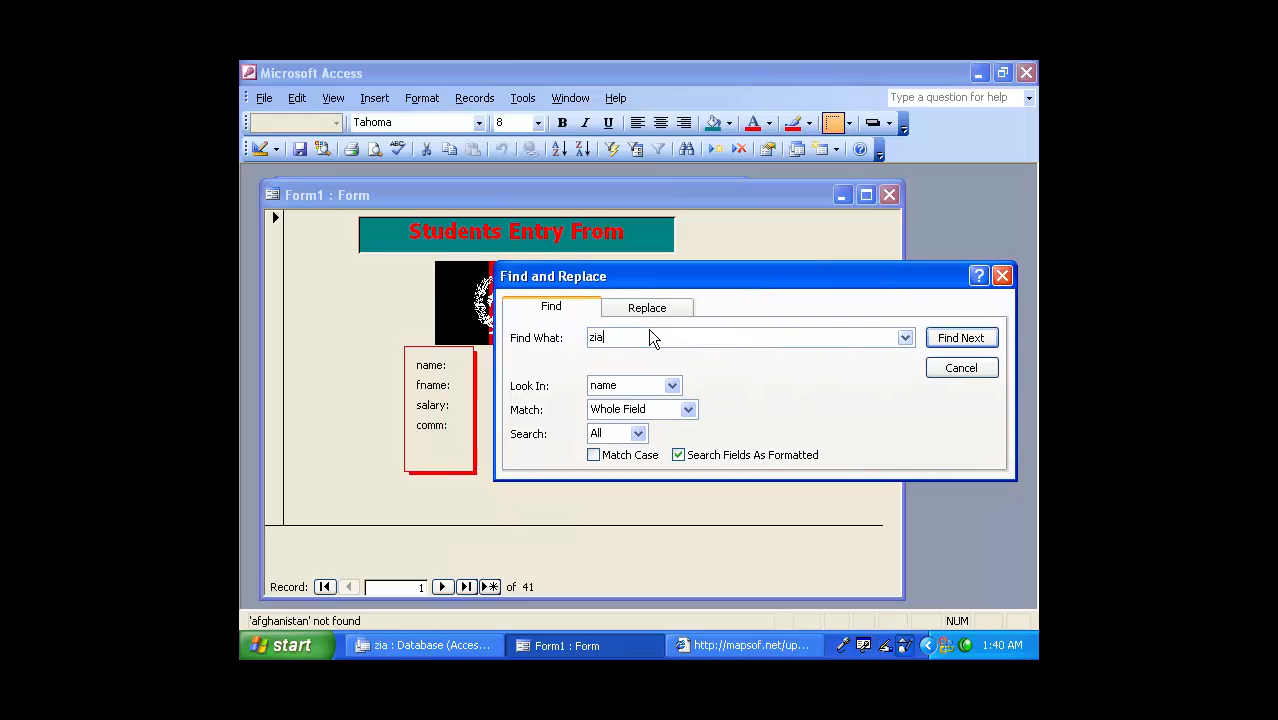 Microsoft Access
File Edit View Insert Format Records Tools Window Help Type a question for help
Tahoma 8 B I U A
ABC A Z Z A
Form1 : Form
Students Entry From
Find and Replace
Find Replace
Find What: zia Find Next
Cancel
Look In: name
Match: Whole Field
Search: All
Match Case Search Fields As Formatted
name:
fname:
salary:
comm:
Record: 1 of 41
'afghanistan' not found NUM
start zia : Database (Acces... Form1 : Form http://mapsof.net/up... 1:40 AM